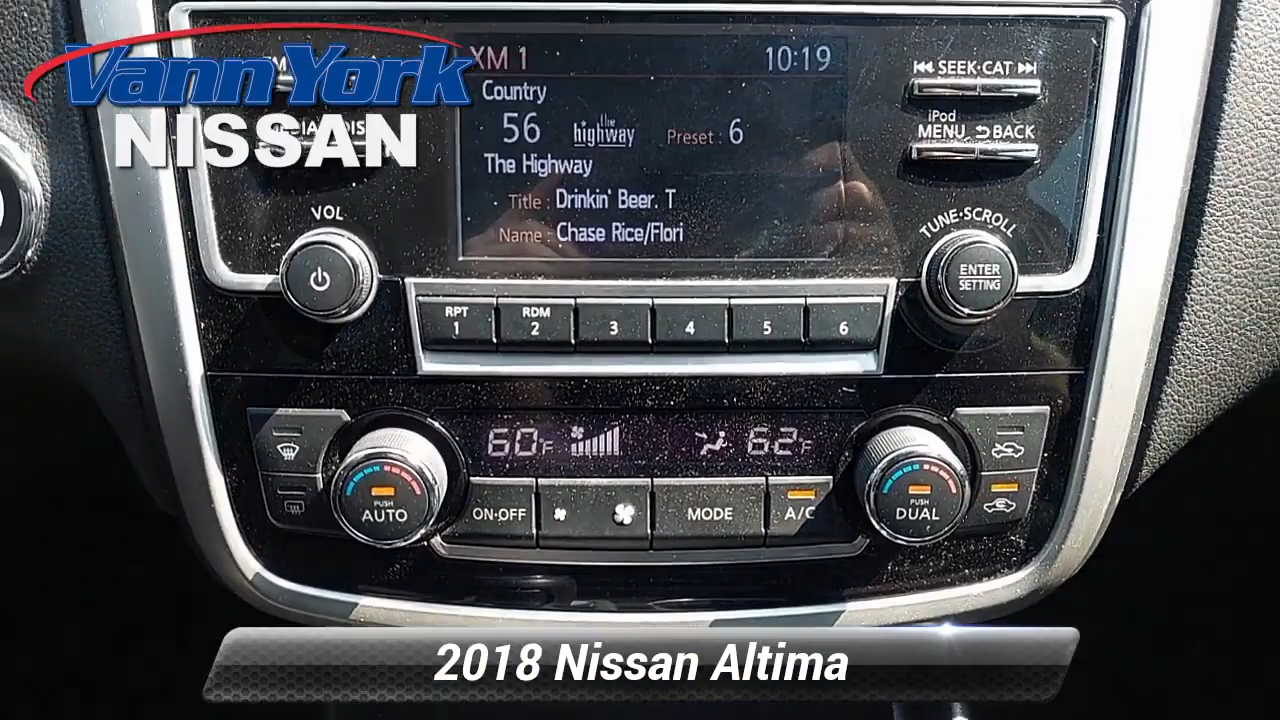 VannYork
NISSAN
XM 1
10:19
Country
56
the highway
Preset : 6
The Highway
Title : Drinkin' Beer. T
Name : Chase Rice/Flori
SEEK·CAT
iPod
MENU BACK
VOL
TUNE·SCROLL
ENTER
SETTING
RPT
1
RDM
2
3
4
5
6
60F
62F
PUSH
AUTO
ON·OFF
MODE
A/C
PUSH
DUAL
2018 Nissan Altima